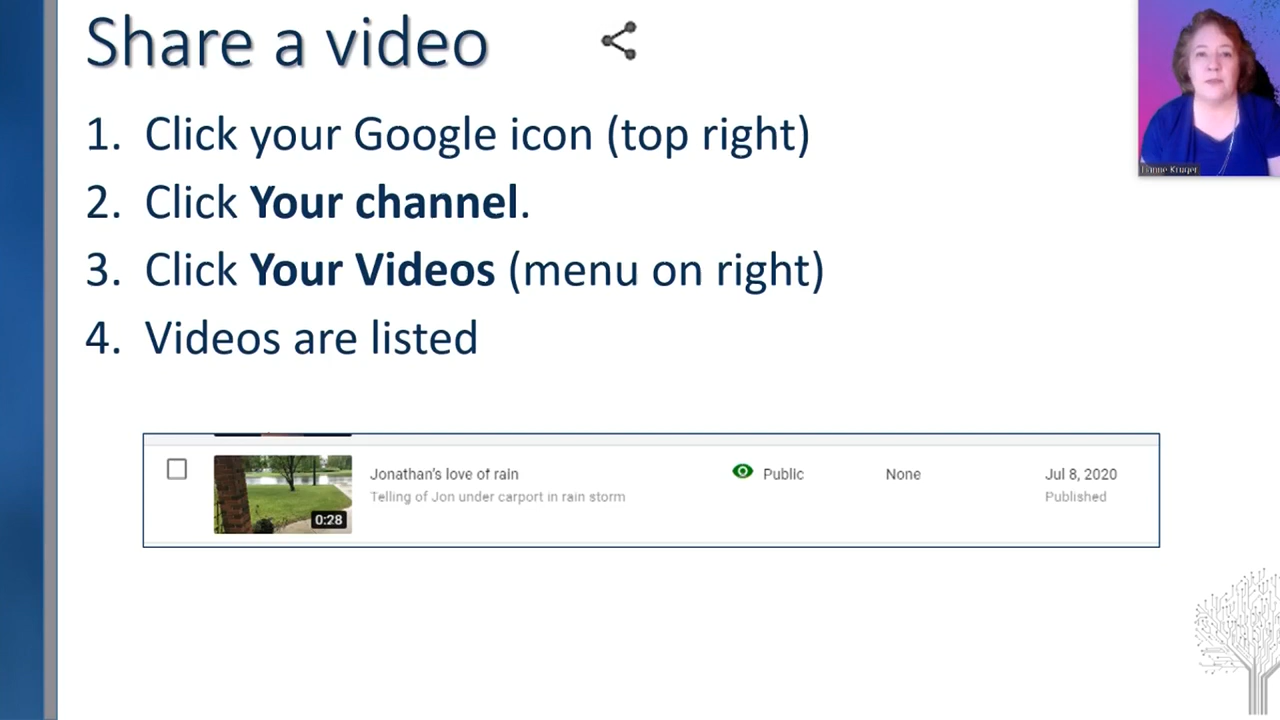 Share a video
1. Click your Google icon (top right)
2. Click Your channel.
3. Click Your Videos (menu on right)
4. Videos are listed
Jonathan's love of rain Public None Jul 8, 2020
Telling of Jon under carport in rain storm Published
0:28
Kruger